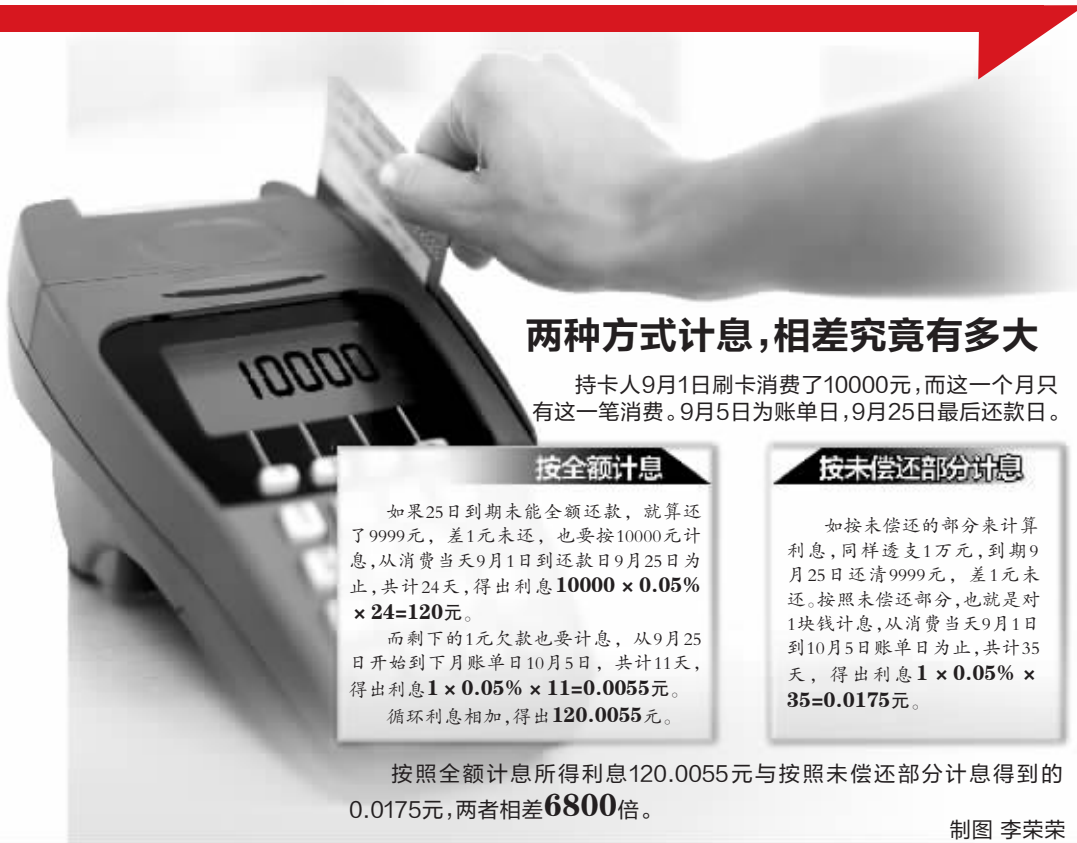 10000
两种方式计息,相差究竟有多大
持卡人9月1日刷卡消费了10000元,而这一个月只
有这一笔消费。9月5日为账单日,9月25日最后还款日。
按全额计息
如果25日到期未能全额还款，就算还
了9999元，差1元未还，也要按10000元计
息,从消费当天9月1日到还款日9月25日为
止,共计24天,得出利息10000×0.05%
×24=120元。
而剩下的1元欠款也要计息，从9月25
日开始到下月账单日10月5日，共计11天，
得出利息1×0.05%×11=0.0055元。
循环利息相加,得出120.0055元。
按未偿还部分计息
如按未偿还的部分来计算
利息,同样透支1万元,到期9
月25日还清9999元，差1元未
还。按照未偿还部分,也就是对
1块钱计息,从消费当天9月1日
到10月5日账单日为止,共计35
天，得出利息1×0.05%×
35=0.0175元。
按照全额计息所得利息120.0055元与按照未偿还部分计息得到的
0.0175元,两者相差6800倍。
制图 李荣荣